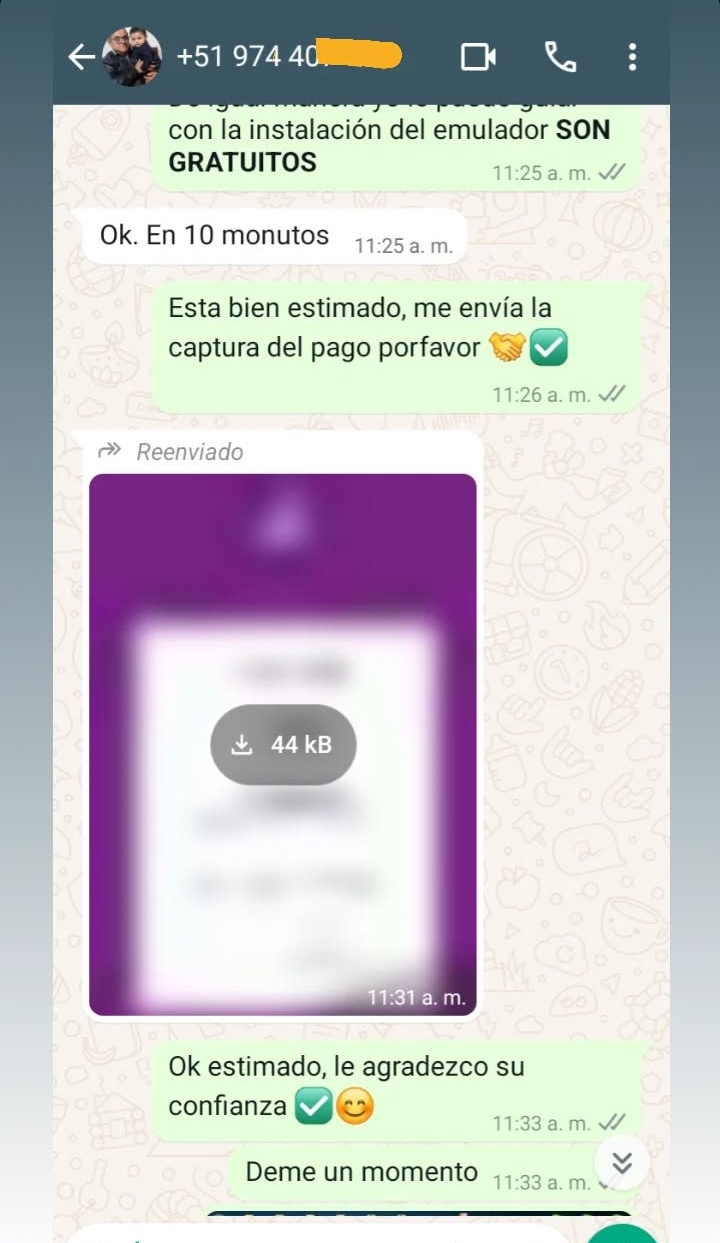 +51 974 40
con la instalación del emulador SON
GRATUITOS
11:25 a. m.
Ok. En 10 monutos
11:25 a. m.
Esta bien estimado, me envía la
captura del pago porfavor
11:26 a. m.
Reenviado
44 kB
11:31 a. m.
Ok estimado, le agradezco su
confianza
11:33 a. m.
Deme un momento
11:33 a. m.